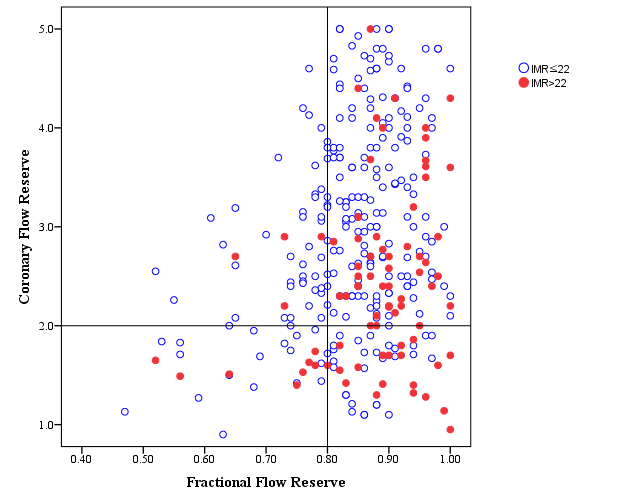 5.0
4.0
3.0
2.0
1.0
Coronary Flow Reserve
0.40 0.50 0.60 0.70 0.80 0.90 1.00
Fractional Flow Reserve
IMR≤22
IMR>22